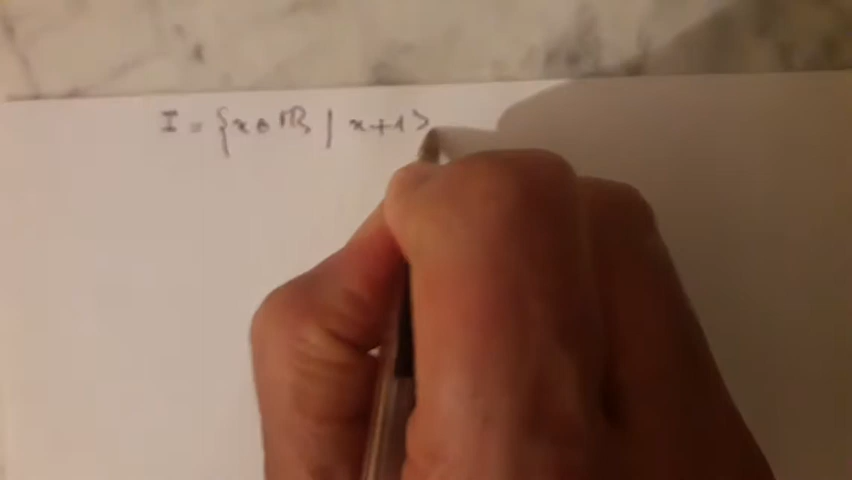 I = {x ∈ ℝ | x+1>